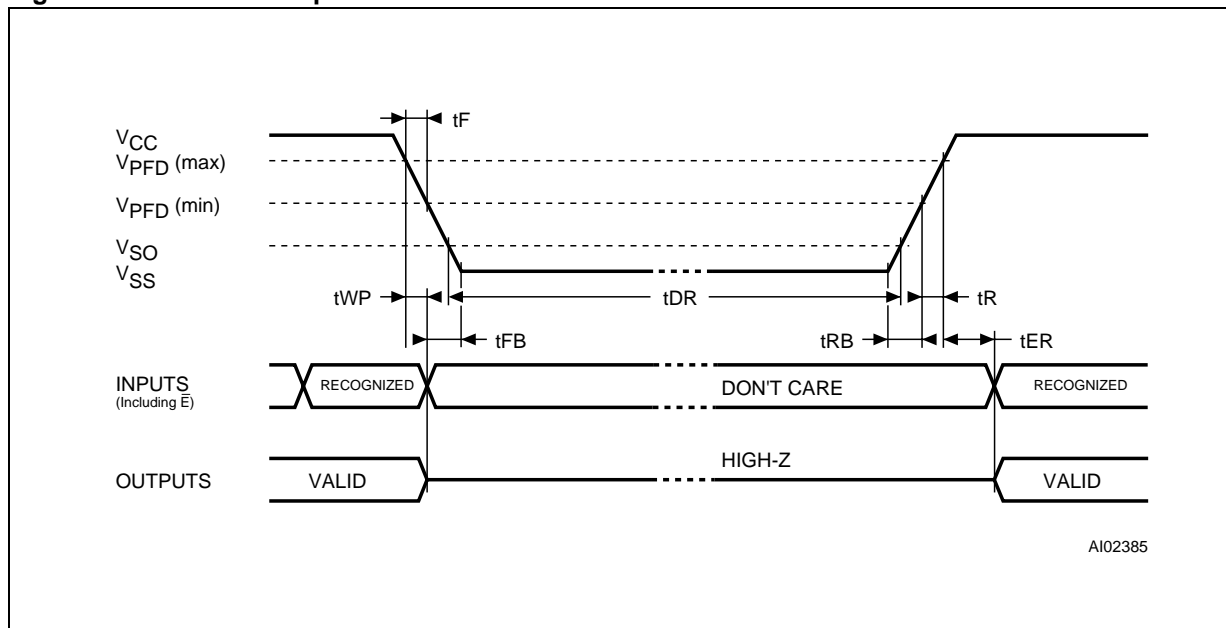 tF
VCC
VPFD (max)
VPFD (min)
VSO
VSS
tWP
tDR
tR
tFB
tRB
tER
INPUTS
(Including E̅)
RECOGNIZED
DON'T CARE
RECOGNIZED
OUTPUTS
VALID
HIGH-Z
VALID
AI02385